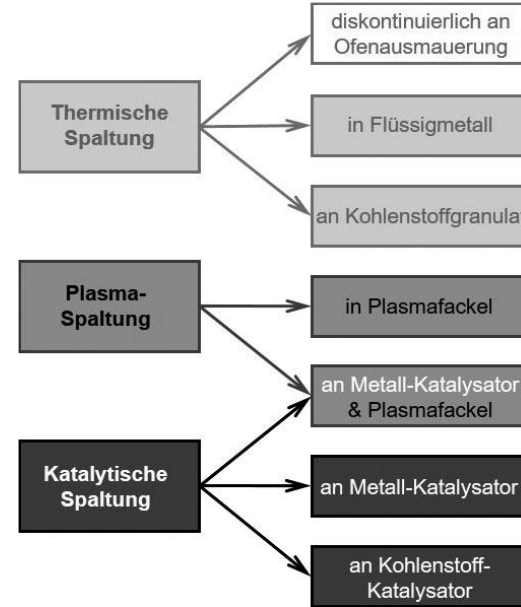 diskontinuierlich an
Ofenausmauerung
Thermische
Spaltung
in Flüssigmetall
an Kohlenstoffgranulat
Plasma-
Spaltung
in Plasmafackel
an Metall-Katalysator
& Plasmafackel
Katalytische
Spaltung
an Metall-Katalysator
an Kohlenstoff-
Katalysator